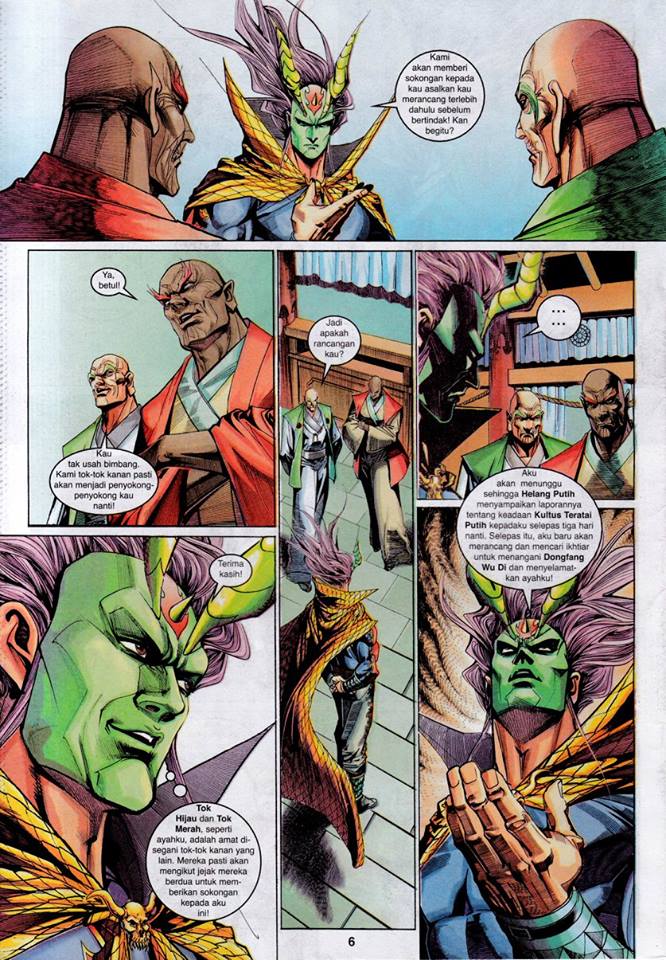 Kami
akan memberi
sokongan kepada
kau asalkan kau
merancang terlebih
dahulu sebelum
bertindak! Kan
begitu?
Ya,
betul!
Kau
tak usah bimbang.
Kami tok-tok kanan pasti
akan menjadi penyokong-
penyokong kau
nanti!
Jadi
apakah
rancangan
kau?
...
...
Aku
akan menunggu
sehingga Helang Putih
menyampaikan laporannya
tentang keadaan Kultus Teratai
Putih kepadaku selepas tiga hari
nanti. Selepas itu, aku baru akan
merancang dan mencari ikhtiar
untuk menangani Dongfang
Wu Di dan menyelamat-
kan ayahku!
Terima
kasih!
Tok
Hijau dan Tok
Merah, seperti
ayahku, adalah amat di-
segani tok-tok kanan yang
lain. Mereka pasti akan
mengikut jejak mereka
berdua untuk mem-
berikan sokongan
kepada aku
ini!
6